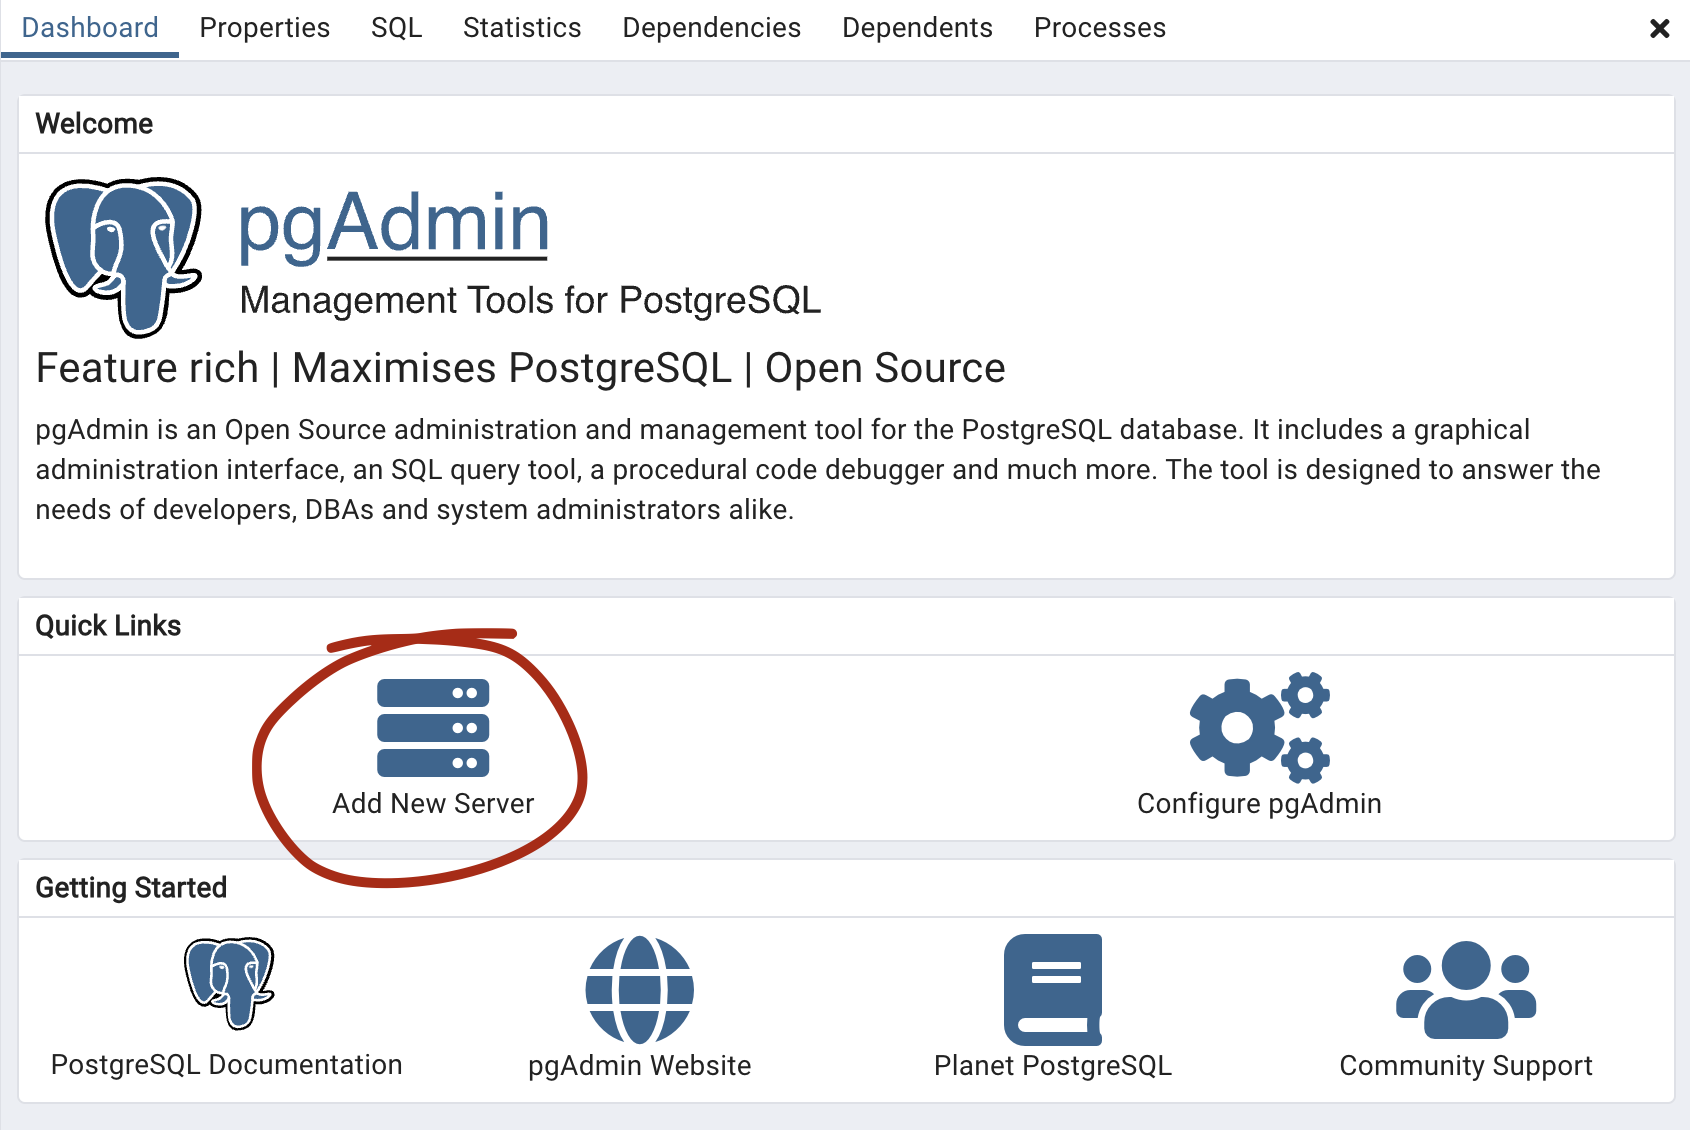 Dashboard Properties SQL Statistics Dependencies Dependents Processes
Welcome
pgAdmin
Management Tools for PostgreSQL
Feature rich | Maximises PostgreSQL | Open Source
pgAdmin is an Open Source administration and management tool for the PostgreSQL database. It includes a graphical
administration interface, an SQL query tool, a procedural code debugger and much more. The tool is designed to answer the
needs of developers, DBAs and system administrators alike.
Quick Links
Add New Server Configure pgAdmin
Getting Started
PostgreSQL Documentation pgAdmin Website Planet PostgreSQL Community Support